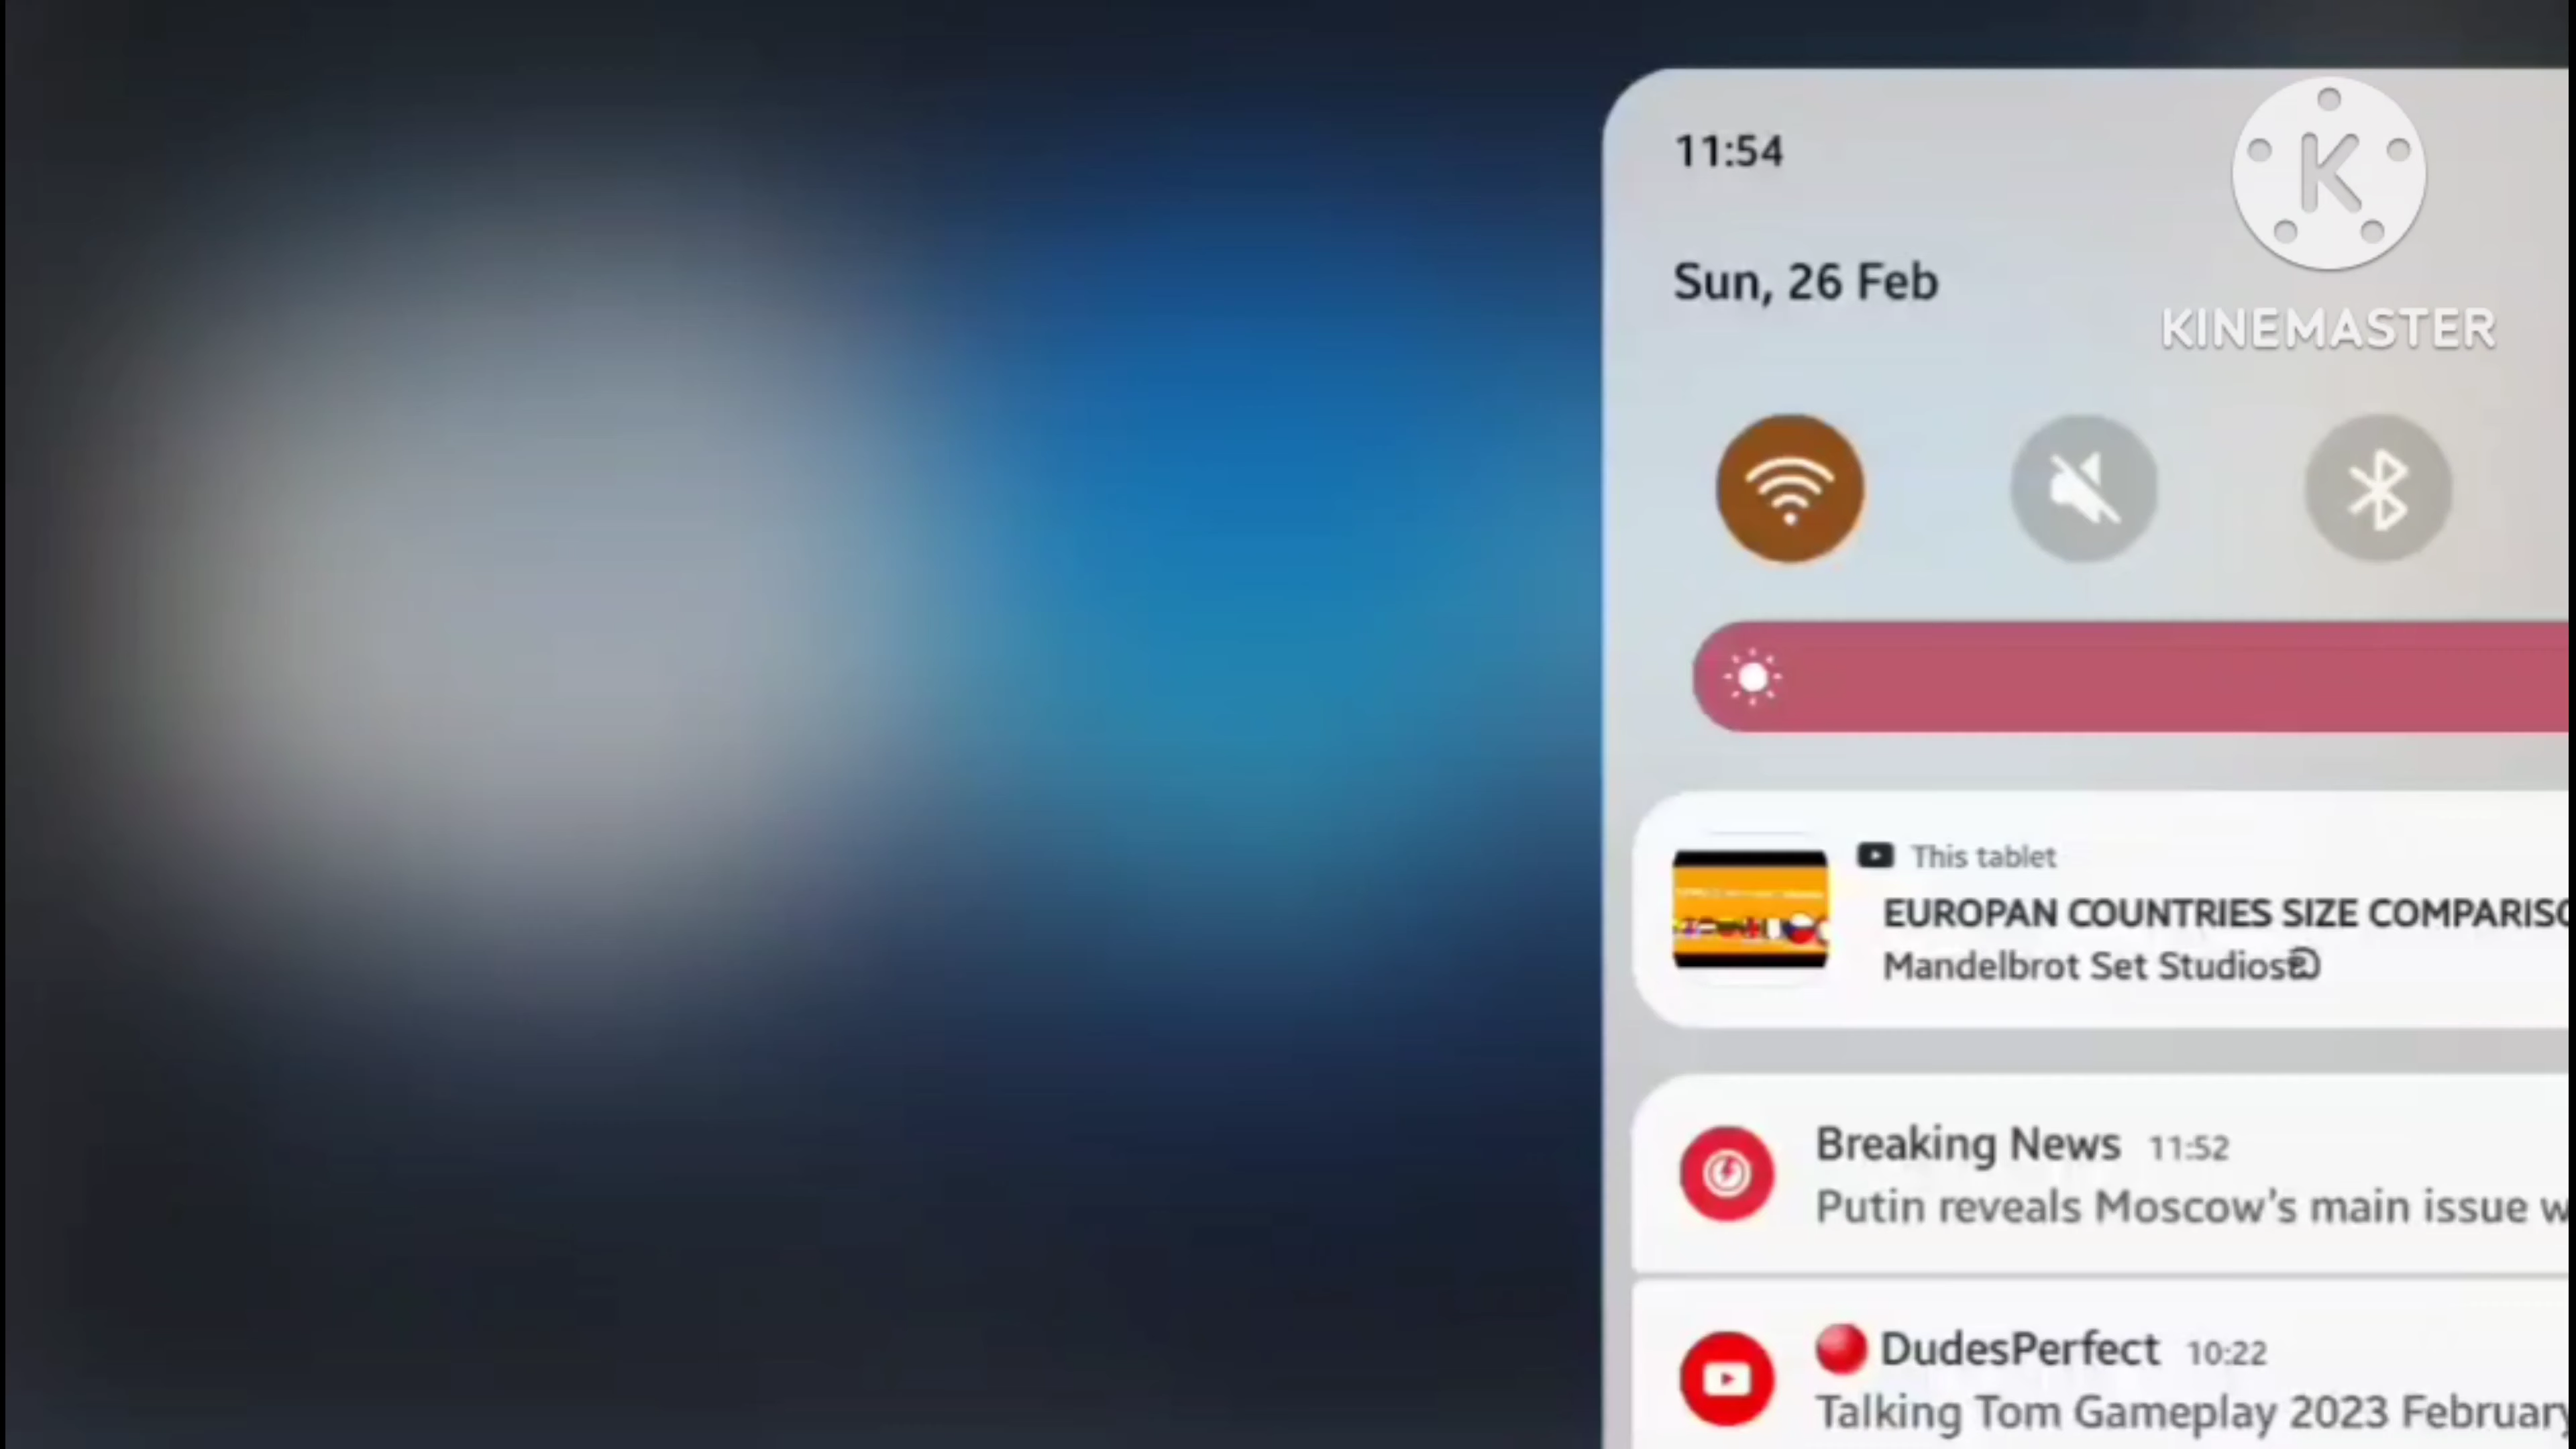 11:54
K
KINEMASTER
Sun, 26 Feb
This tablet
EUROPAN COUNTRIES SIZE COMPARISO
Mandelbrot Set Studios
Breaking News 11:52
Putin reveals Moscow's main issue w
DudesPerfect 10:22
Talking Tom Gameplay 2023 February